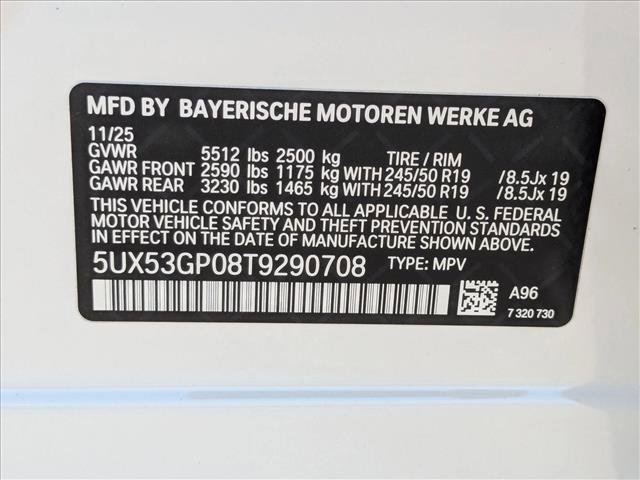 MFD BY BAYERISCHE MOTOREN WERKE AG
11/25
GVWR 5512 lbs 2500 kg TIRE / RIM
GAWR FRONT 2590 lbs 1175 kg WITH 245/50 R19 /8.5Jx 19
GAWR REAR 3230 lbs 1465 kg WITH 245/50 R19 /8.5Jx 19
THIS VEHICLE CONFORMS TO ALL APPLICABLE U. S. FEDERAL
MOTOR VEHICLE SAFETY AND THEFT PREVENTION STANDARDS
IN EFFECT ON THE DATE OF MANUFACTURE SHOWN ABOVE.
5UX53GP08T9290708 TYPE: MPV
A96
7 320 730